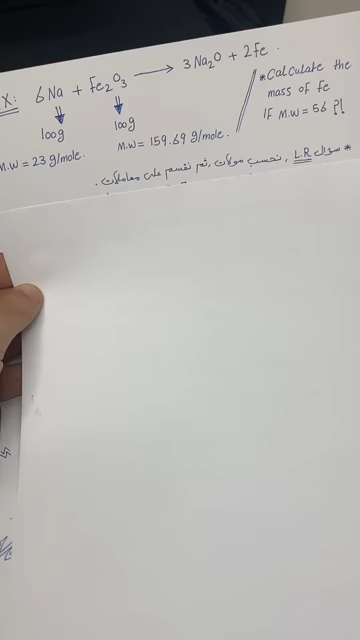 X: 6Na + Fe₂O₃ ⟶ 3Na₂O + 2Fe.
100g 100g
M.W = 23 g/mole. M.W = 159.69 g/mole.
*Calculate the
mass of Fe
IF M.W = 56 ?!
* سؤال L.R ، نحسب مولات ، ثم نقسم على معاملات .